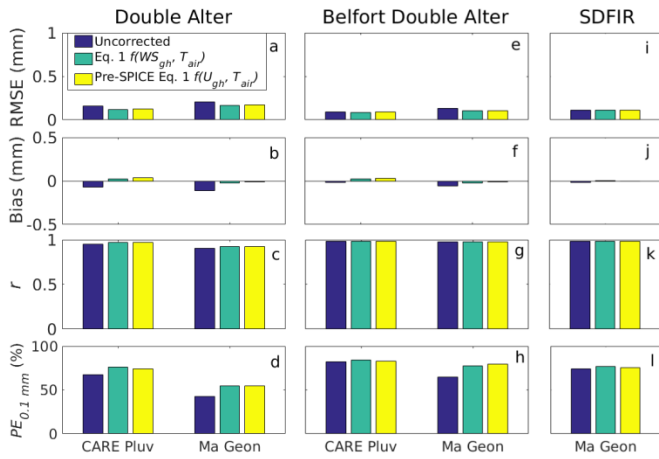 Double Alter
Belfort Double Alter
SDFIR
RMSE (mm)
1
0.5
0
Uncorrected
Eq. 1 f(WS_gh, T_air)
Pre-SPICE Eq. 1 f(U_gh, T_air)
a
e
i
Bias (mm)
0.5
0
-0.5
b
f
j
r
1
0.5
0
c
g
k
PE_0.1 mm (%)
100
50
0
d
h
l
CARE Pluv
Ma Geon
CARE Pluv
Ma Geon
Ma Geon